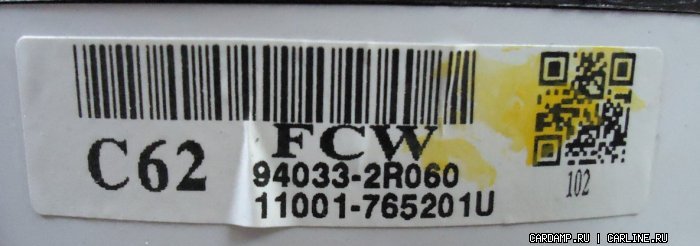 FCW
C62
94033-2R060
11001-765201U
102
CARDAMP.RU | CARLINE.RU